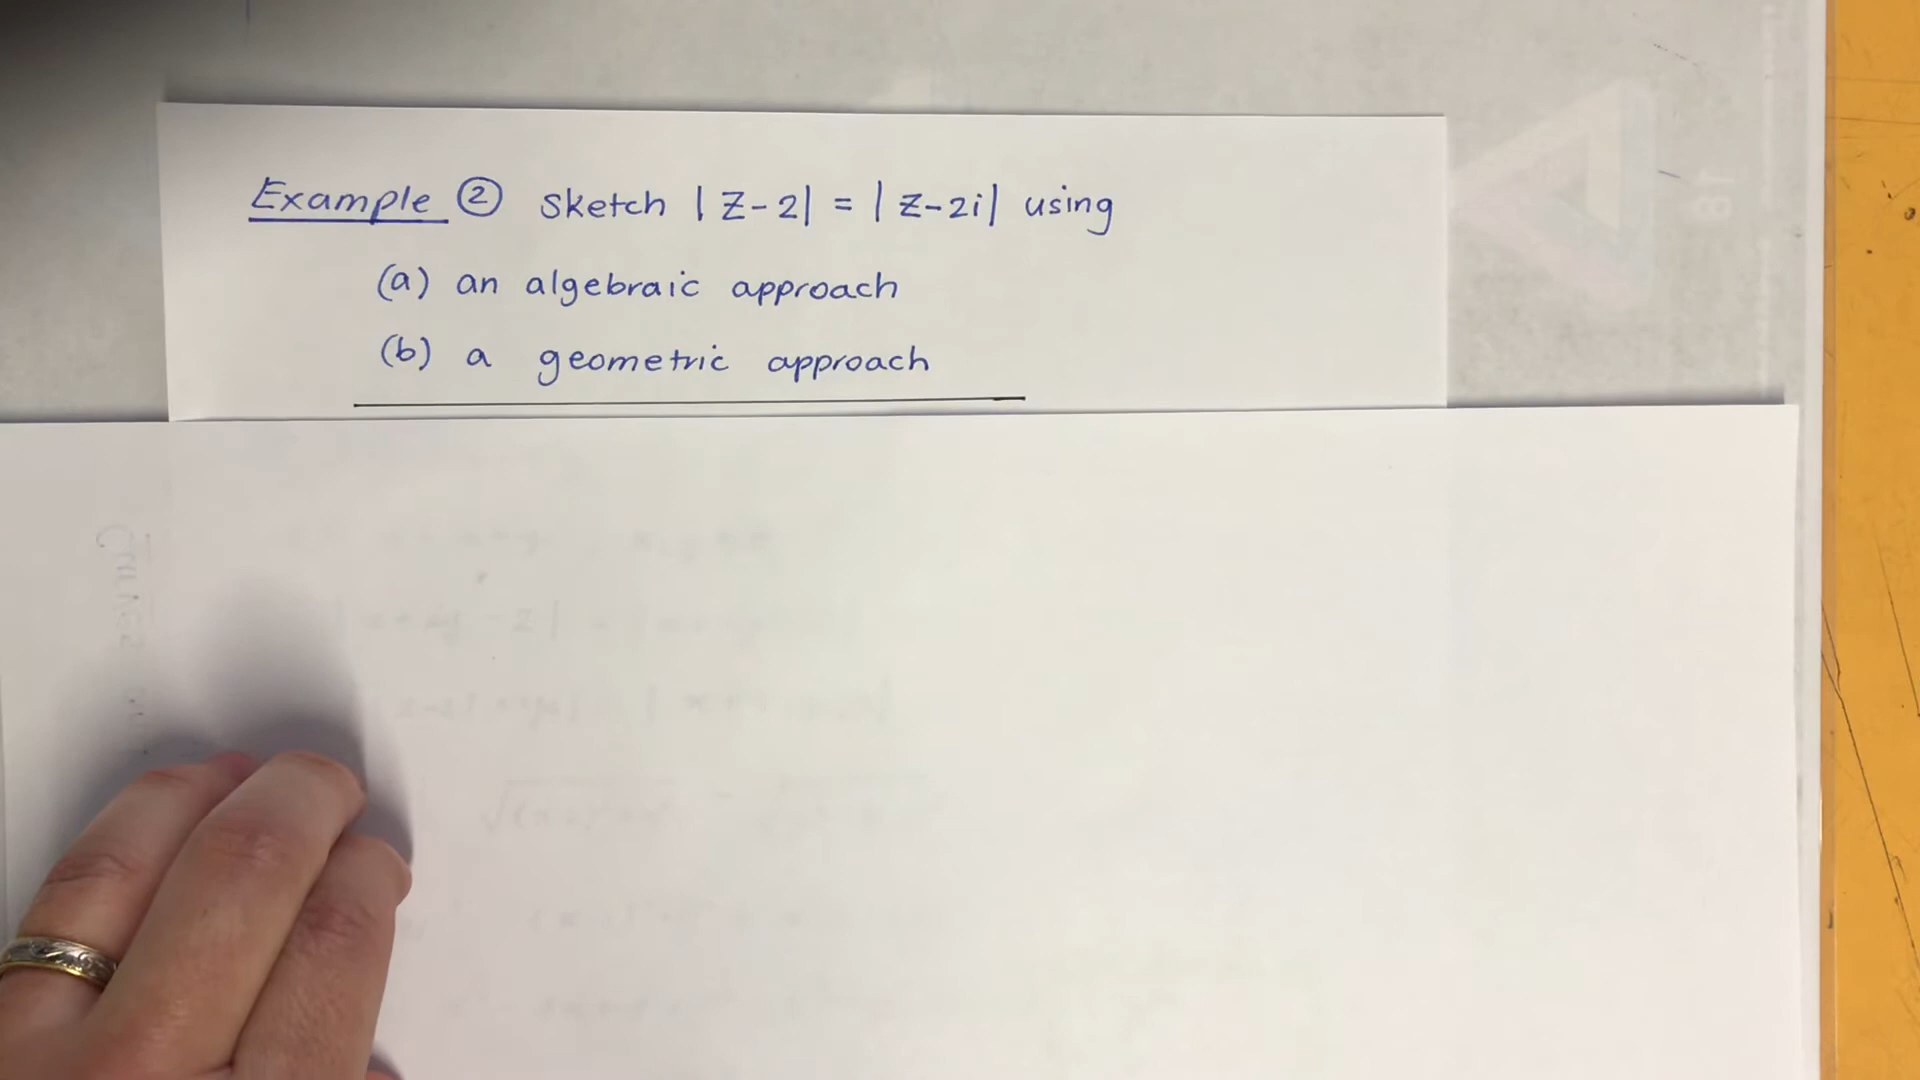 Example ② Sketch |z-2| = |z-2i| using
(a) an algebraic approach
(b) a geometric approach